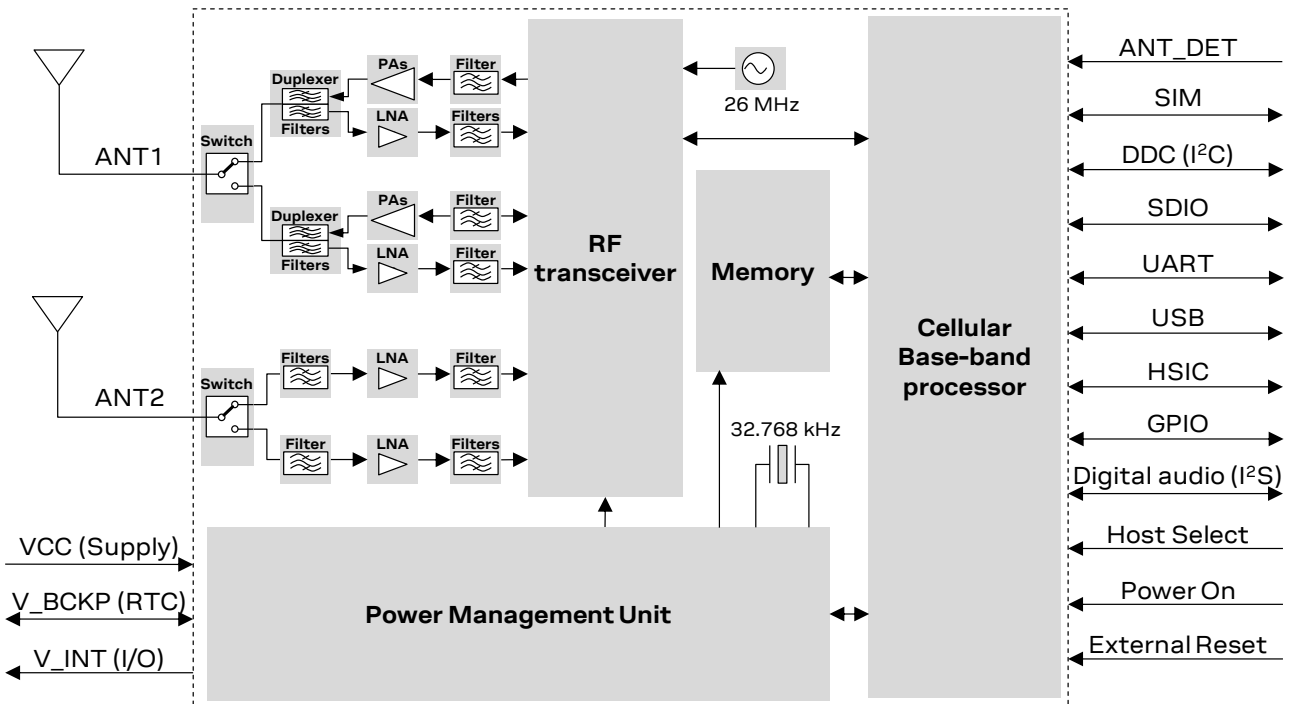 ANT1
Switch
Duplexer
Filters
PAs
Filter
LNA
Filters
Duplexer
Filters
PAs
Filter
LNA
Filter
ANT2
Switch
Filters
LNA
Filter
Filter
LNA
Filters
RF
transceiver
26 MHz
Memory
32.768 kHz
Cellular
Base-band
processor
Power Management Unit
VCC (Supply)
V_BCKP (RTC)
V_INT (I/O)
ANT_DET
SIM
DDC (I²C)
SDIO
UART
USB
HSIC
GPIO
Digital audio (I²S)
Host Select
Power On
External Reset